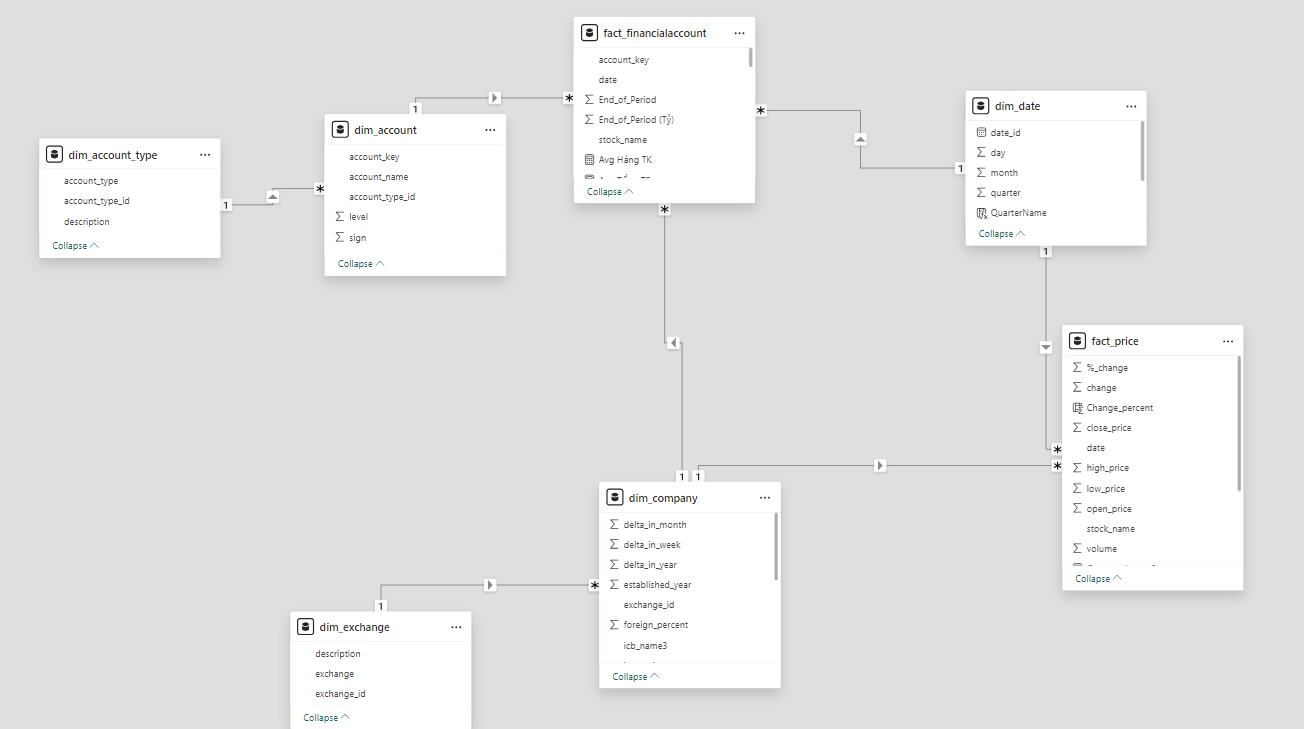 fact_financialaccount
account_key
date
End_of_Period
End_of_Period (Tỷ)
stock_name
Avg Hàng TK
Collapse
dim_date
date_id
day
month
quarter
QuarterName
Collapse
dim_account
account_key
account_name
account_type_id
level
sign
Collapse
dim_account_type
account_type
account_type_id
description
Collapse
fact_price
%_change
change
Change_percent
close_price
date
high_price
low_price
open_price
stock_name
volume
Collapse
dim_company
delta_in_month
delta_in_week
delta_in_year
established_year
exchange_id
foreign_percent
icb_name3
Collapse
dim_exchange
description
exchange
exchange_id
Collapse
1
*
1
*
*
1
*
1
*
*
1
1
1
*